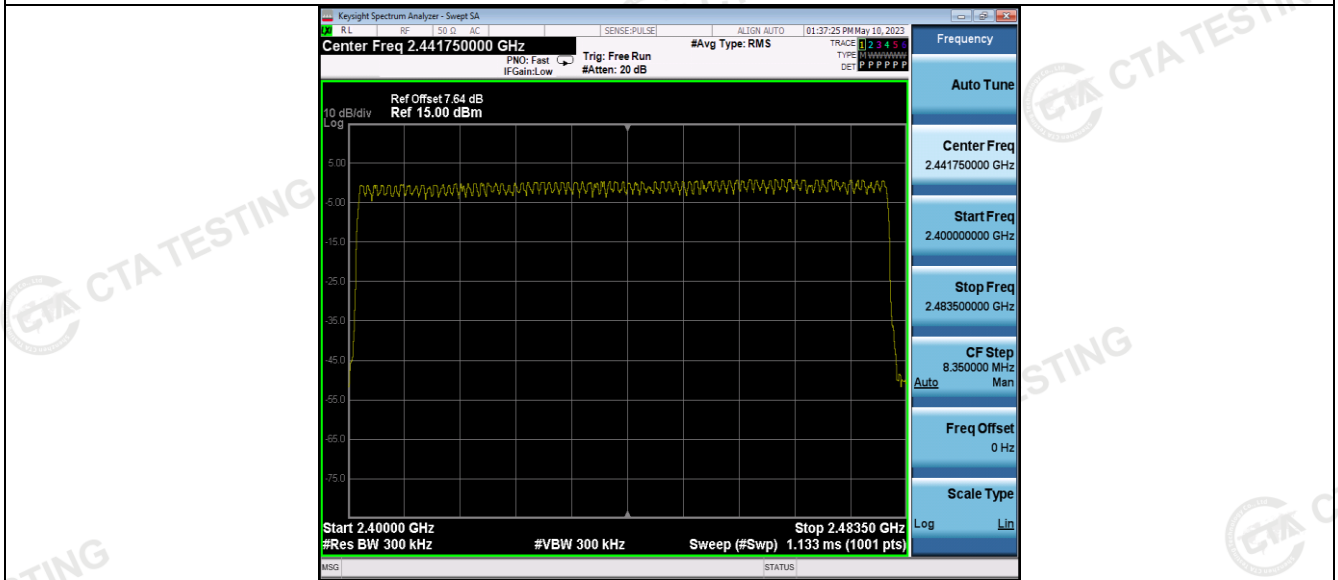 Keysight Spectrum Analyzer - Swept SA
RL RF 50 Ω AC SENSE:PULSE ALIGN AUTO 01:37:25 PM May 10, 2023
Center Freq 2.441750000 GHz
#Avg Type: RMS
TRACE 1 2 3 4 5 6
PNO: Fast
Trig: Free Run
IFGain:Low
#Atten: 20 dB
DET P P P P P P
Ref Offset 7.64 dB
10 dB/div Ref 15.00 dBm
Log
5.00
-5.00
-15.0
-25.0
-35.0
-45.0
-55.0
-65.0
-75.0
Start 2.40000 GHz
Stop 2.48350 GHz
#Res BW 300 kHz
#VBW 300 kHz
Sweep (#Swp) 1.133 ms (1001 pts)
MSG
STATUS
Frequency
Auto Tune
Center Freq
2.441750000 GHz
Start Freq
2.400000000 GHz
Stop Freq
2.483500000 GHz
CF Step
8.350000 MHz
Auto Man
Freq Offset
0 Hz
Scale Type
Log Lin
CTA TESTING
CTA TESTIN
STING
TING
CTA